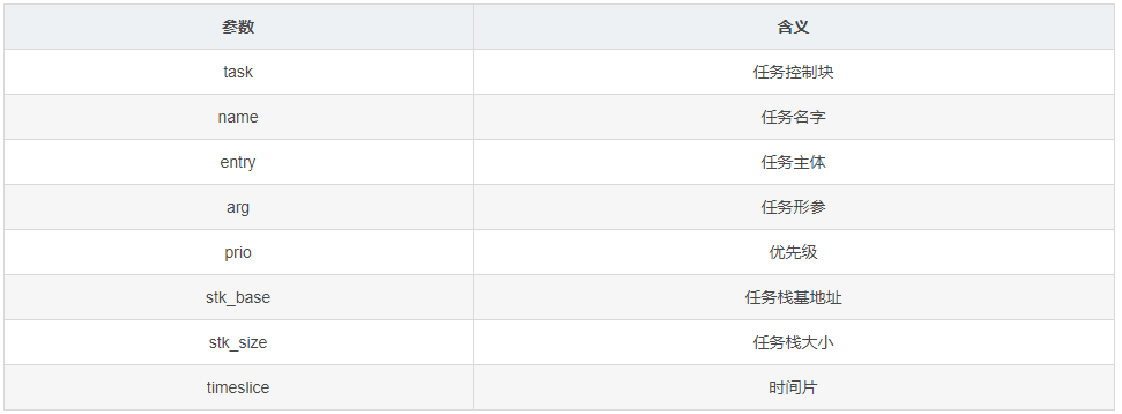 参数 含义
task 任务控制块
name 任务名字
entry 任务主体
arg 任务形参
prio 优先级
stk_base 任务栈基地址
stk_size 任务栈大小
timeslice 时间片